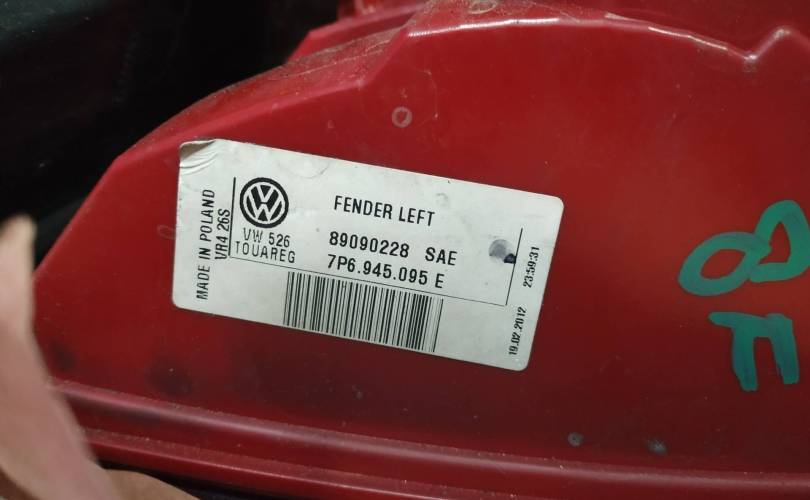 MADE IN POLAND
VR4 26S
VW 526
TOUAREG
FENDER LEFT
89090228 SAE
7P6.945.095 E
19.02.2012 23:59:31